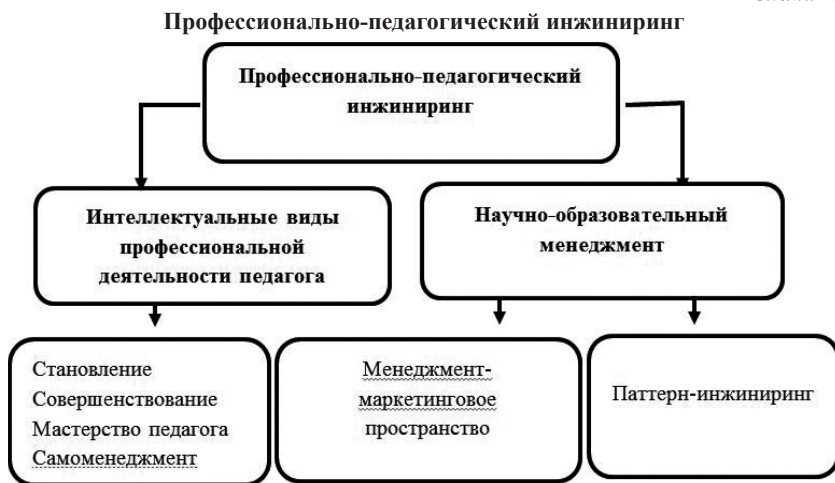 Профессионально-педагогический инжиниринг
Профессионально-педагогический
инжиниринг
Интеллектуальные виды
профессиональной
деятельности педагога
Научно-образовательный
менеджмент
Становление
Совершенствование
Мастерство педагога
Самоменеджмент
Менеджмент-
маркетинговое
пространство
Паттерн-инжиниринг